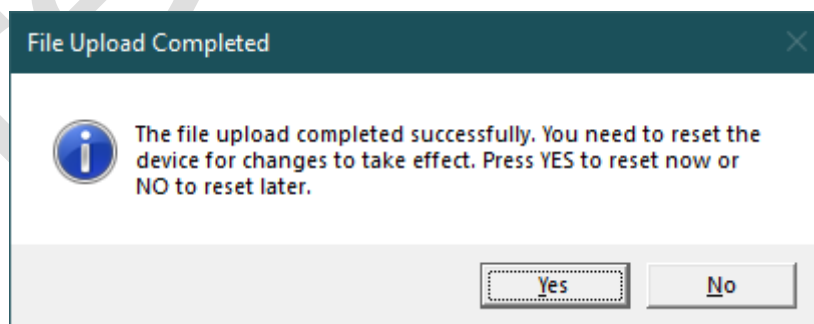 File Upload Completed
The file upload completed successfully. You need to reset the
device for changes to take effect. Press YES to reset now or
NO to reset later.
Yes
No